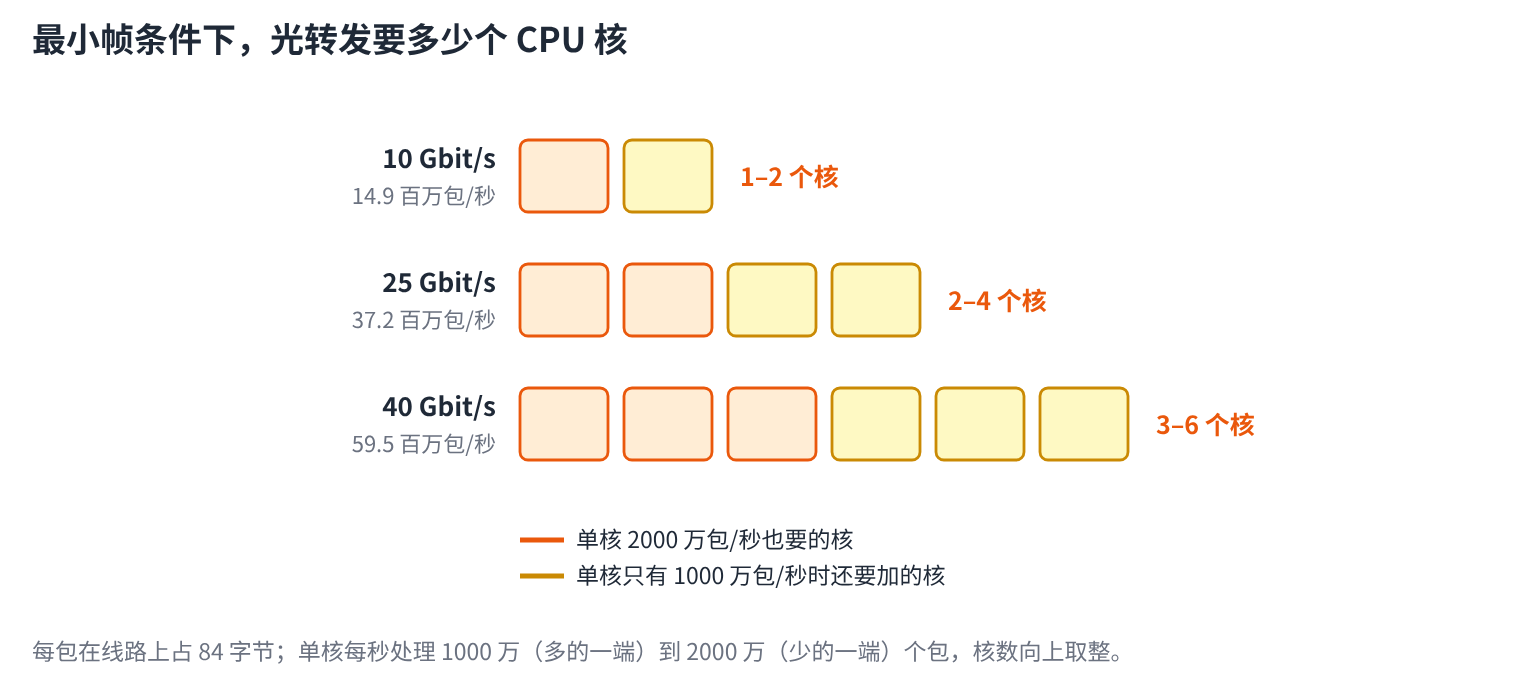 最小帧条件下，光转发要多少个 CPU 核
10 Gbit/s
14.9 百万包/秒
1–2 个核
25 Gbit/s
37.2 百万包/秒
2–4 个核
40 Gbit/s
59.5 百万包/秒
3–6 个核
单核 2000 万包/秒也要的核
单核只有 1000 万包/秒时还要加的核
每包在线路上占 84 字节；单核每秒处理 1000 万（多的一端）到 2000 万（少的一端）个包，核数向上取整。